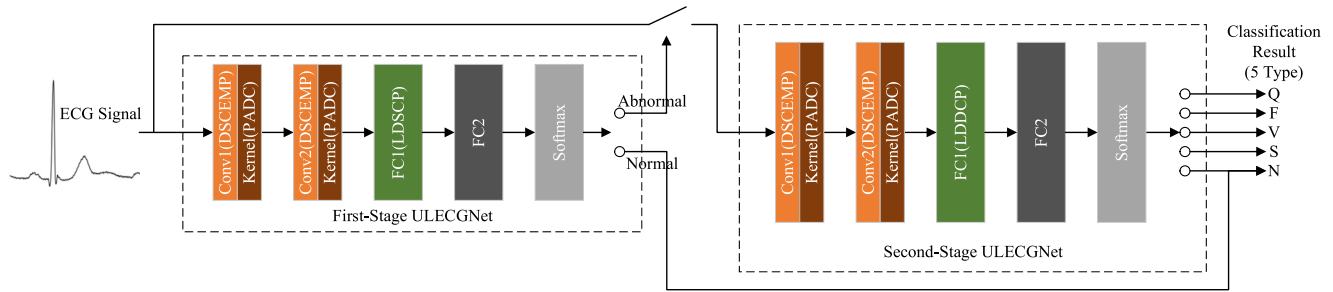 ECG Signal
Conv1(DSCEMP)
Kernel(PADC)
Conv2(DSCEMP)
Kernel(PADC)
FC1(LDSCP)
FC2
Softmax
Abnormal
Normal
First-Stage ULECGNet
Conv1(DSCEMP)
Kernel(PADC)
Conv2(DSCEMP)
Kernel(PADC)
FC1(LDDCP)
FC2
Softmax
Second-Stage ULECGNet
Classification
Result
(5 Type)
Q
F
V
S
N